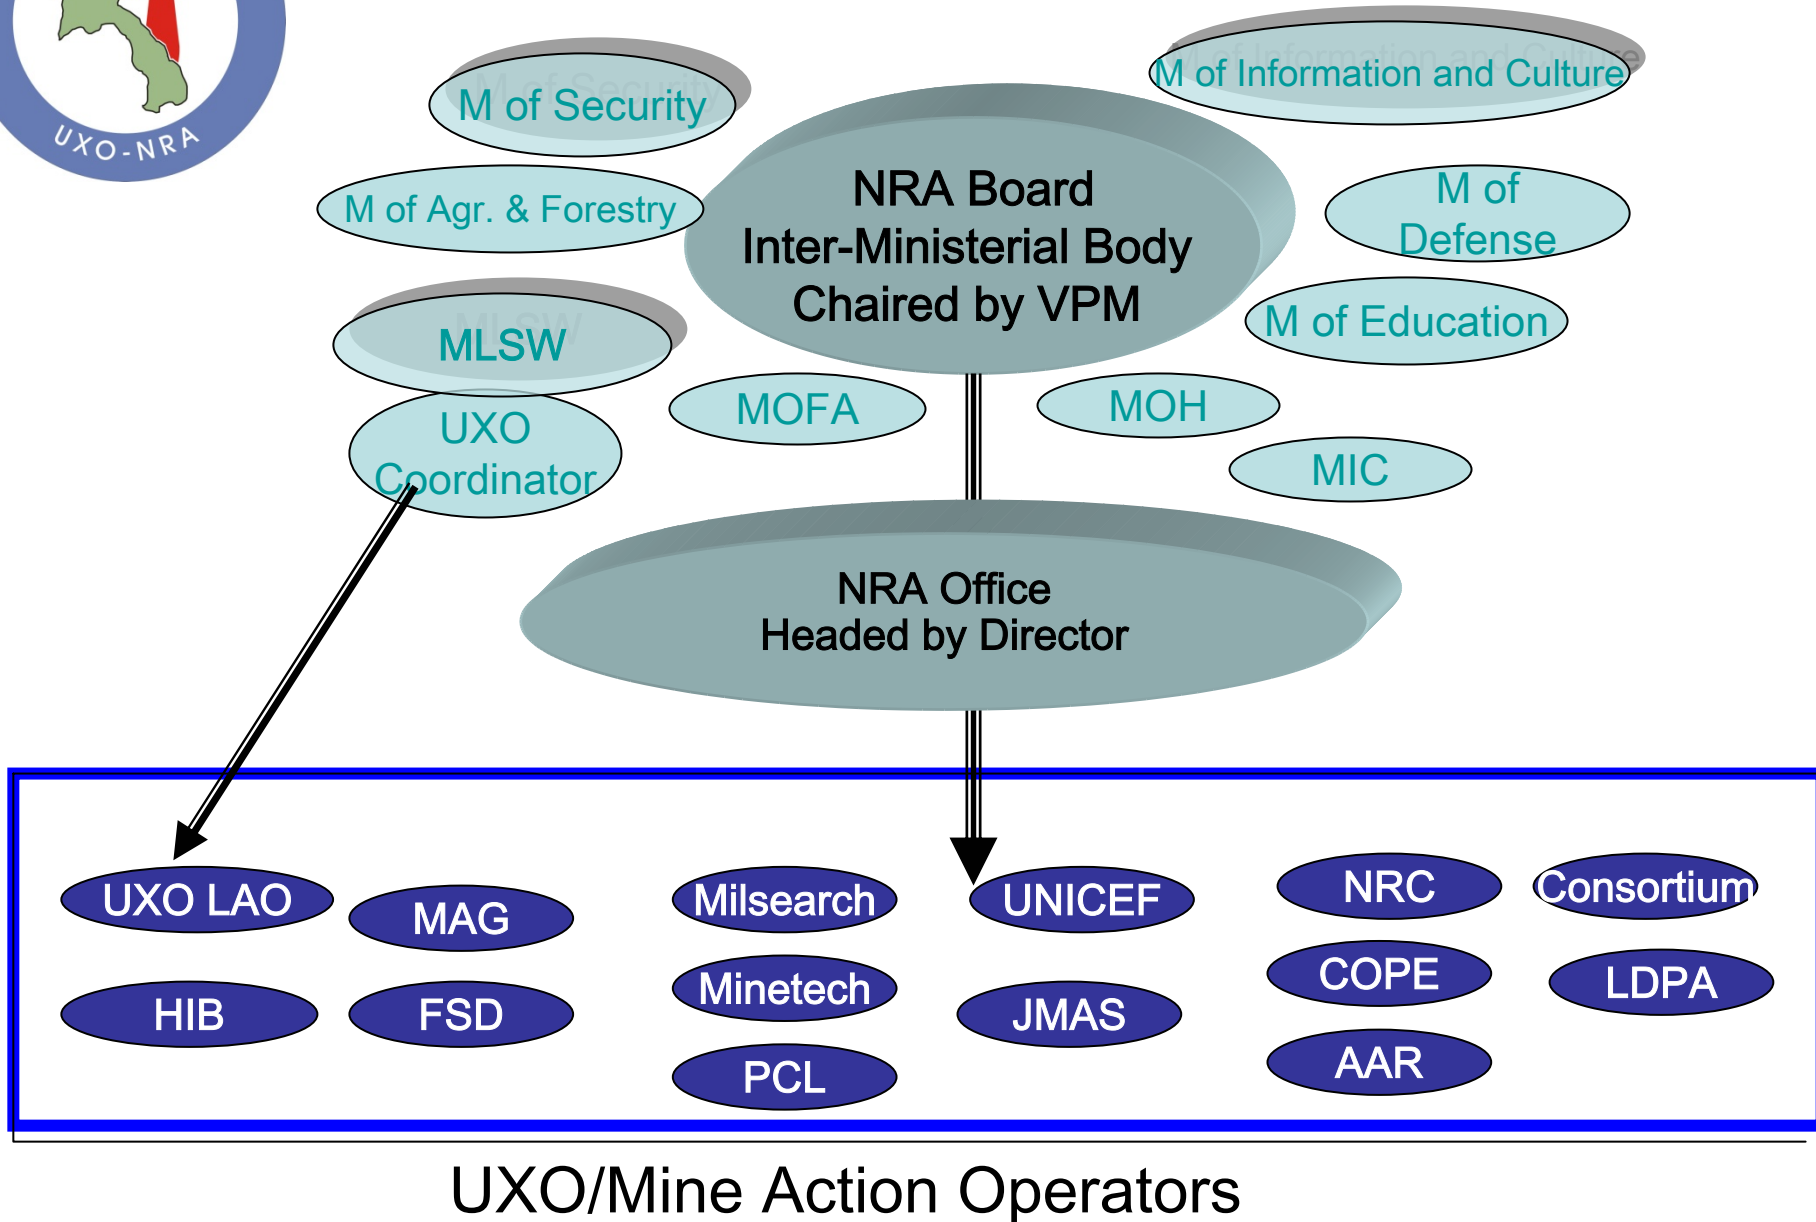 UXO-NRA
M of Security
M of Information and Culture
M of Agr. & Forestry
NRA Board
Inter-Ministerial Body
Chaired by VPM
M of
Defense
M of Education
MLSW
UXO
Coordinator
MOFA
MOH
MIC
NRA Office
Headed by Director
UXO LAO
MAG
Milsearch
UNICEF
NRC
Consortium
HIB
FSD
Minetech
JMAS
COPE
LDPA
PCL
AAR
UXO/Mine Action Operators